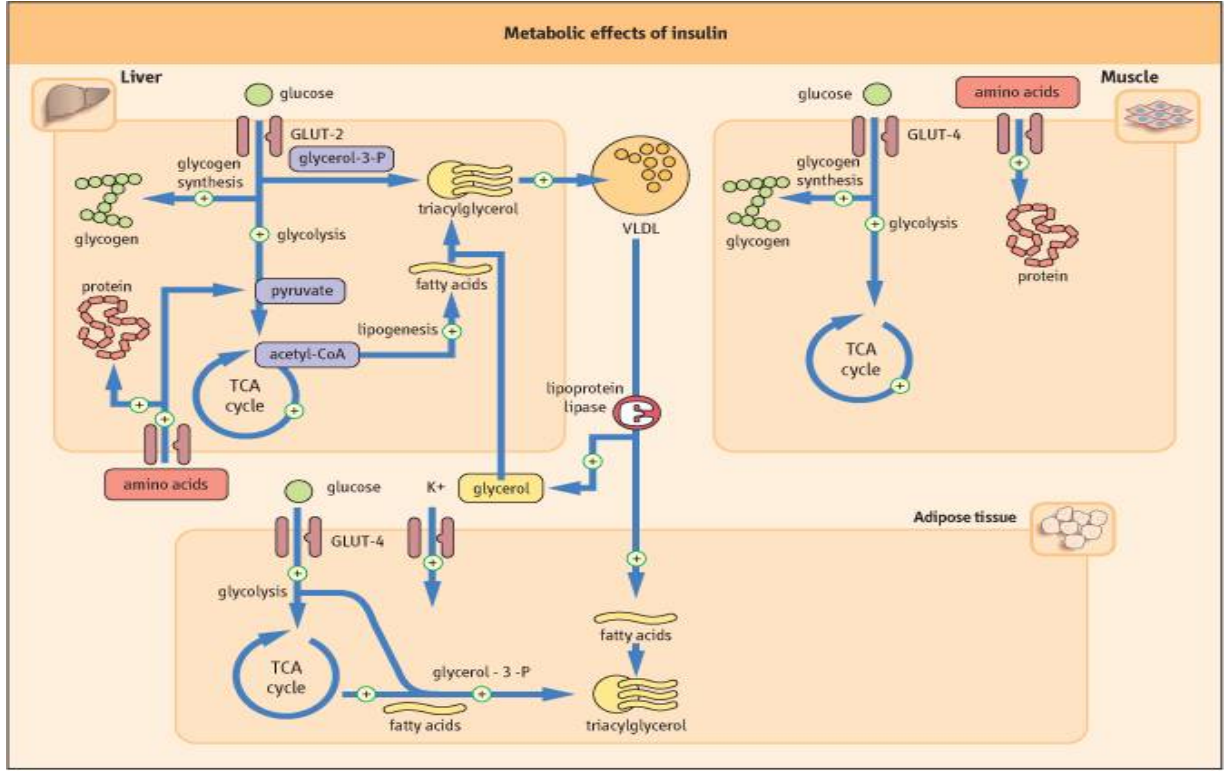 Metabolic effects of insulin
Liver
glucose
GLUT-2
glycerol-3-P
glycogen
synthesis
glycogen
triacylglycerol
glycolysis
VLDL
protein
pyruvate
fatty acids
lipogenesis
acetyl-CoA
TCA
cycle
lipoprotein
lipase
amino acids
glycerol
Muscle
glucose
amino acids
GLUT-4
glycogen
synthesis
glycogen
glycolysis
protein
TCA
cycle
Adipose tissue
glucose
K+
GLUT-4
glycolysis
TCA
cycle
glycerol - 3 -P
fatty acids
fatty acids
triacylglycerol